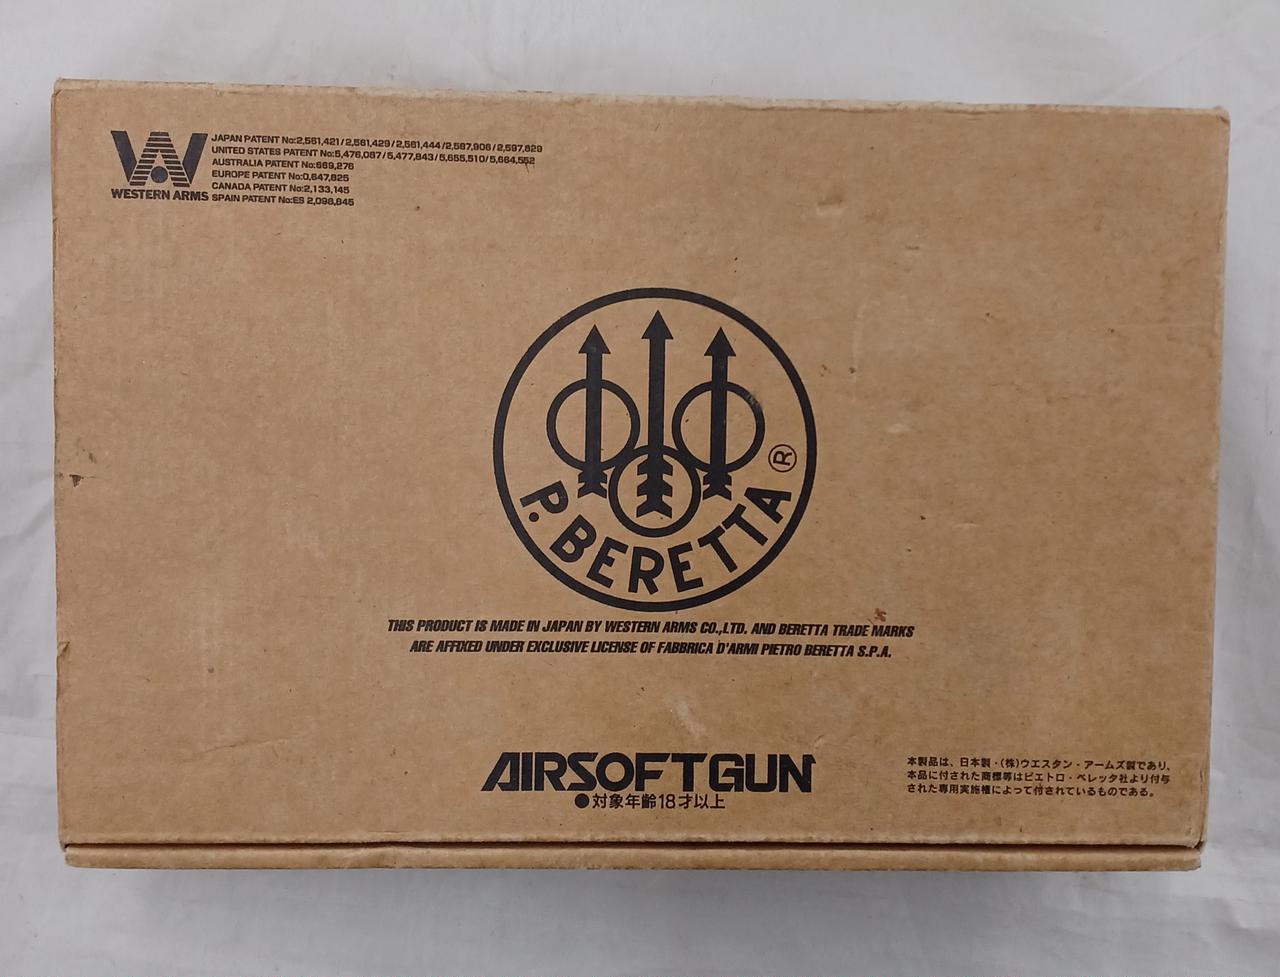 WESTERN ARMS
JAPAN PATENT No:2,561,421/2,561,429/2,561,444/2,587,906/2,597,829
UNITED STATES PATENT No:5,476,087/5,477,843/5,655,510/5,664,552
AUSTRALIA PATENT No:669,276
EUROPE PATENT No:0,647,825
CANADA PATENT No:2,133,145
SPAIN PATENT No:ES 2,098,845
P. BERETTA ®
THIS PRODUCT IS MADE IN JAPAN BY WESTERN ARMS CO.,LTD. AND BERETTA TRADE MARKS
ARE AFFIXED UNDER EXCLUSIVE LICENSE OF FABBRICA D'ARMI PIETRO BERETTA S.P.A.
AIRSOFTGUN
●対象年齢18才以上
本製品は、日本製・(株)ウエスタン・アームズ製であり、
本品に付された商標等はピエトロ・ベレッタ社より付与
された専用実施権によって付されているものである。